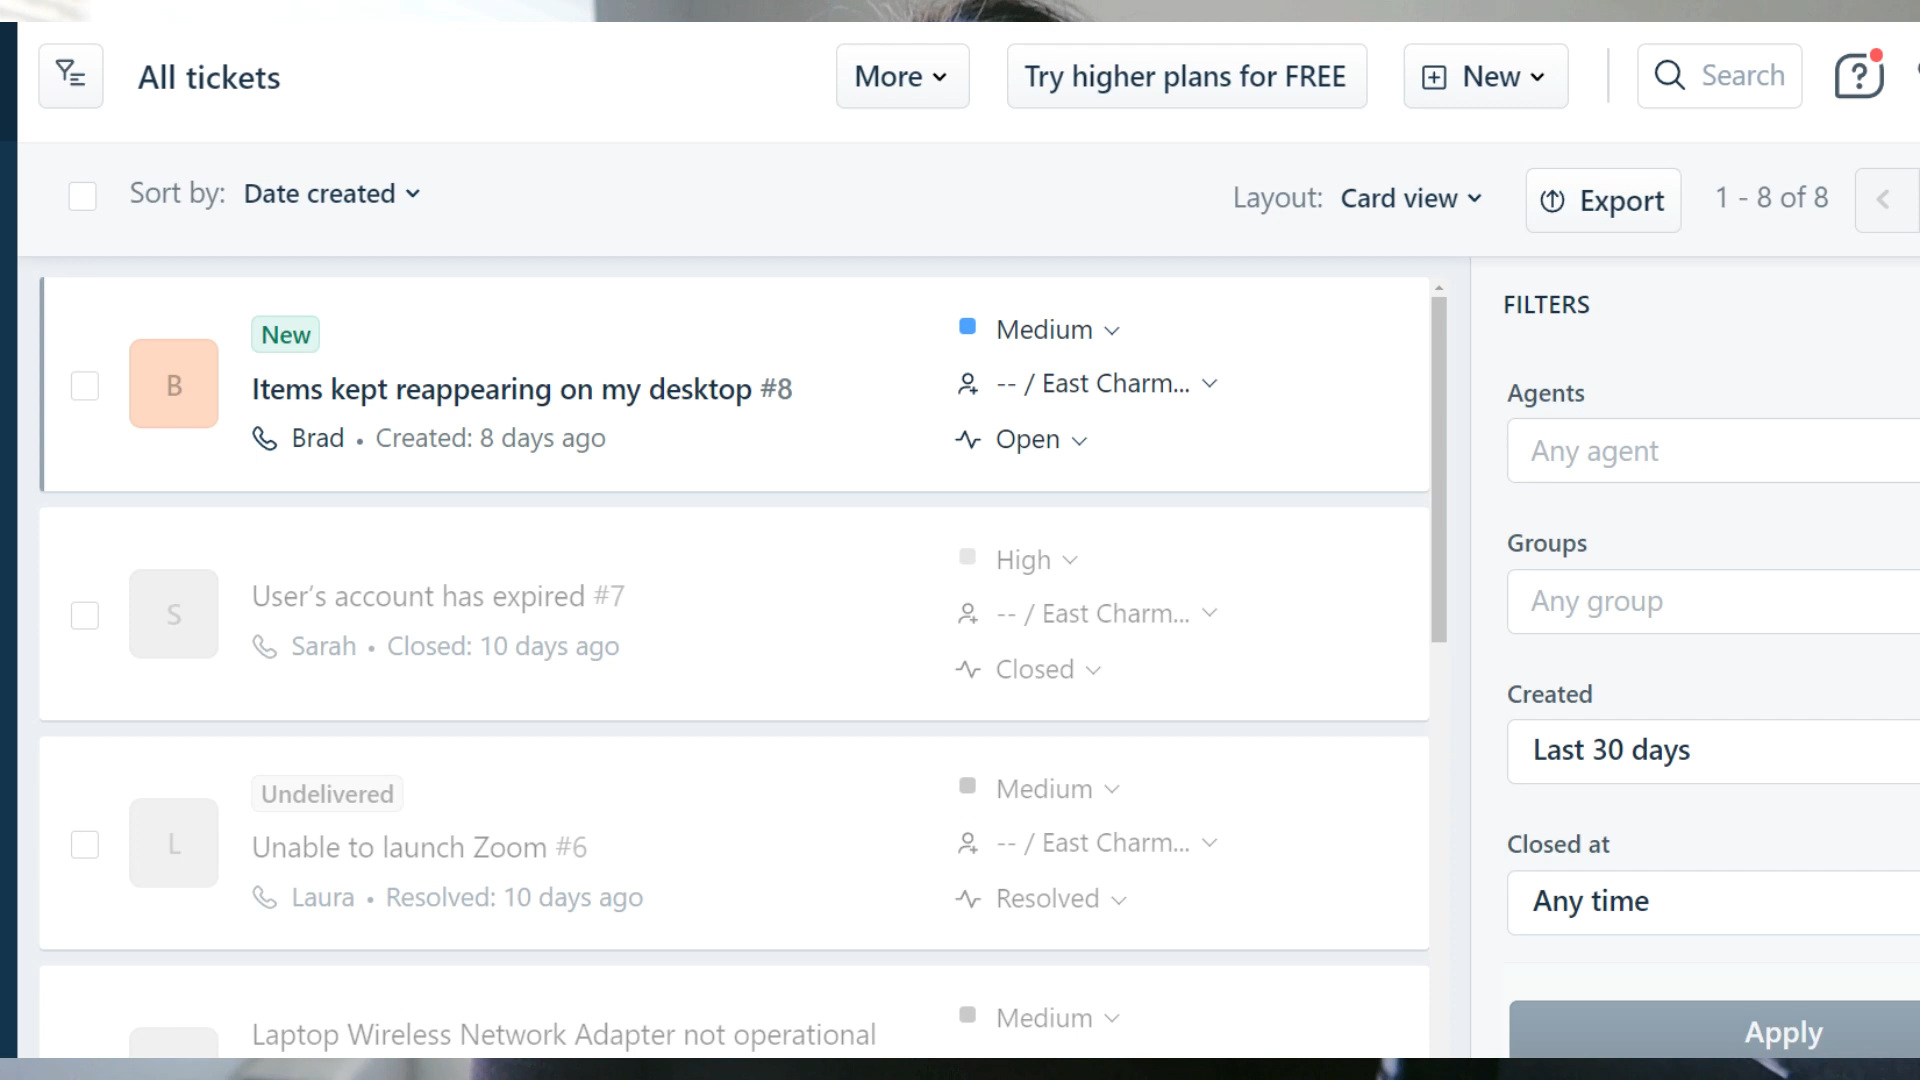 All tickets
More
Try higher plans for FREE
New
Search
Sort by: Date created
Layout: Card view
Export
1 - 8 of 8
B
New
Items kept reappearing on my desktop #8
Brad • Created: 8 days ago
Medium
-- / East Charm...
Open
S
User's account has expired #7
Sarah • Closed: 10 days ago
High
-- / East Charm...
Closed
L
Undelivered
Unable to launch Zoom #6
Laura • Resolved: 10 days ago
Medium
-- / East Charm...
Resolved
Laptop Wireless Network Adapter not operational
Medium
FILTERS
Agents
Any agent
Groups
Any group
Created
Last 30 days
Closed at
Any time
Apply